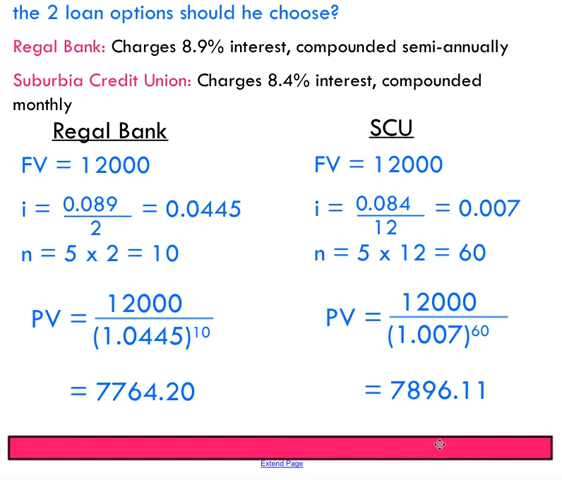 the 2 loan options should he choose?
Regal Bank: Charges 8.9% interest, compounded semi-annually
Suburbia Credit Union: Charges 8.4% interest, compounded
monthly
Regal Bank
FV = 12000
i = 0.089 / 2 = 0.0445
n = 5 x 2 = 10
PV = 12000 / (1.0445)¹⁰
= 7764.20
SCU
FV = 12000
i = 0.084 / 12 = 0.007
n = 5 x 12 = 60
PV = 12000 / (1.007)⁶⁰
= 7896.11
Extend Page